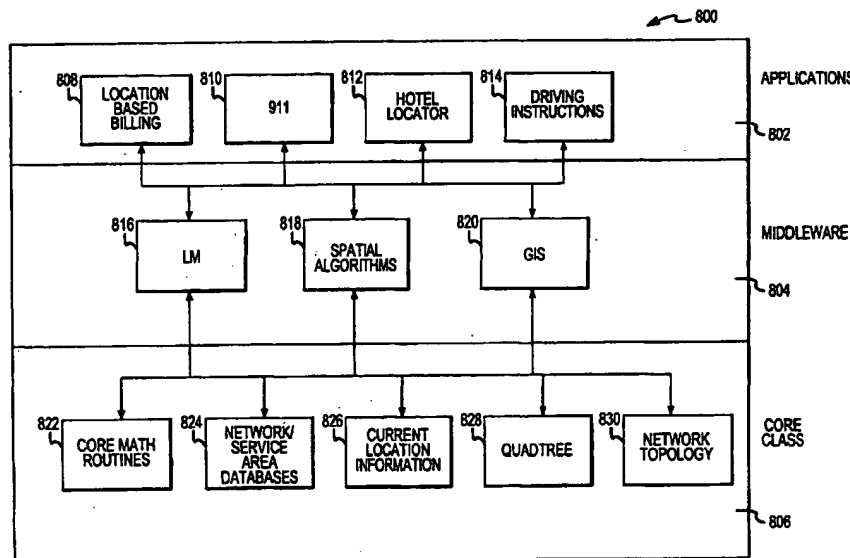 800
808
LOCATION
BASED
BILLING
810
911
812
HOTEL
LOCATOR
814
DRIVING
INSTRUCTIONS
APPLICATIONS
802
816
LM
818
SPATIAL
ALGORITHMS
820
GIS
MIDDLEWARE
804
822
CORE MATH
ROUTINES
824
NETWORK/
SERVICE
AREA
DATABASES
826
CURRENT
LOCATION
INFORMATION
828
QUADTREE
830
NETWORK
TOPOLOGY
CORE
CLASS
806